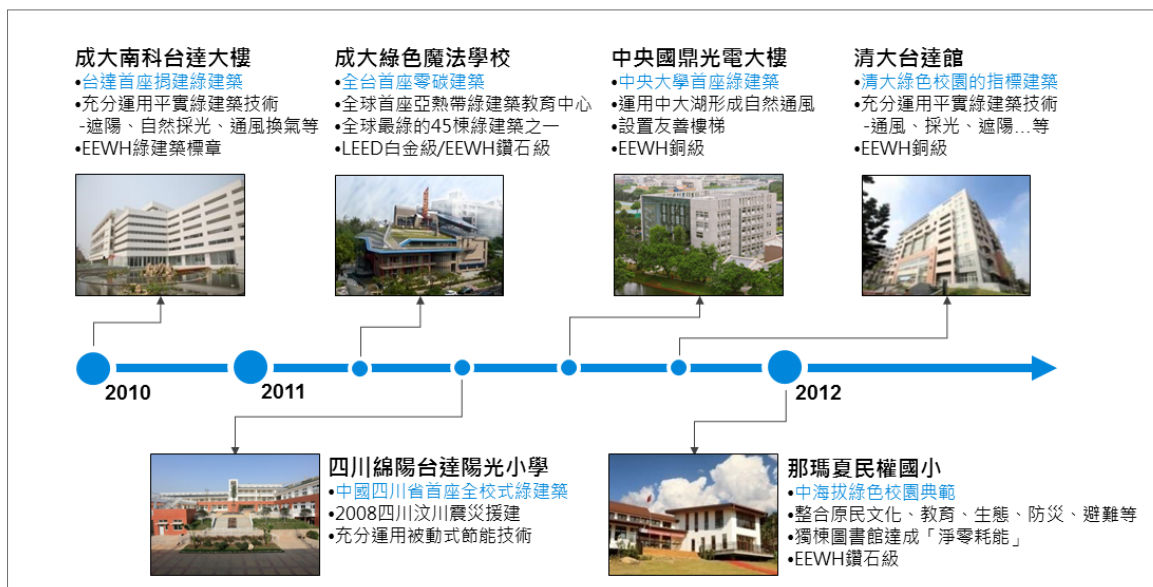 成大南科台達大樓
•台達首座捐建綠建築
•充分運用平實綠建築技術
-遮陽、自然採光、通風換氣等
•EEWH綠建築標章
成大綠色魔法學校
•全台首座零碳建築
•全球首座亞熱帶綠建築教育中心
•全球最綠的45棟綠建築之一
•LEED白金級/EEWH鑽石級
中央國鼎光電大樓
•中央大學首座綠建築
•運用中大湖形成自然通風
•設置友善樓梯
•EEWH銅級
清大台達館
•清大綠色校園的指標建築
•充分運用平實綠建築技術
-通風、採光、遮陽…等
•EEWH銅級
2010
2011
2012
四川綿陽台達陽光小學
•中國四川省首座全校式綠建築
•2008四川汶川震災援建
•充分運用被動式節能技術
那瑪夏民權國小
•中海拔綠色校園典範
•整合原民文化、教育、生態、防災、避難等
•獨棟圖書館達成「淨零耗能」
•EEWH鑽石級